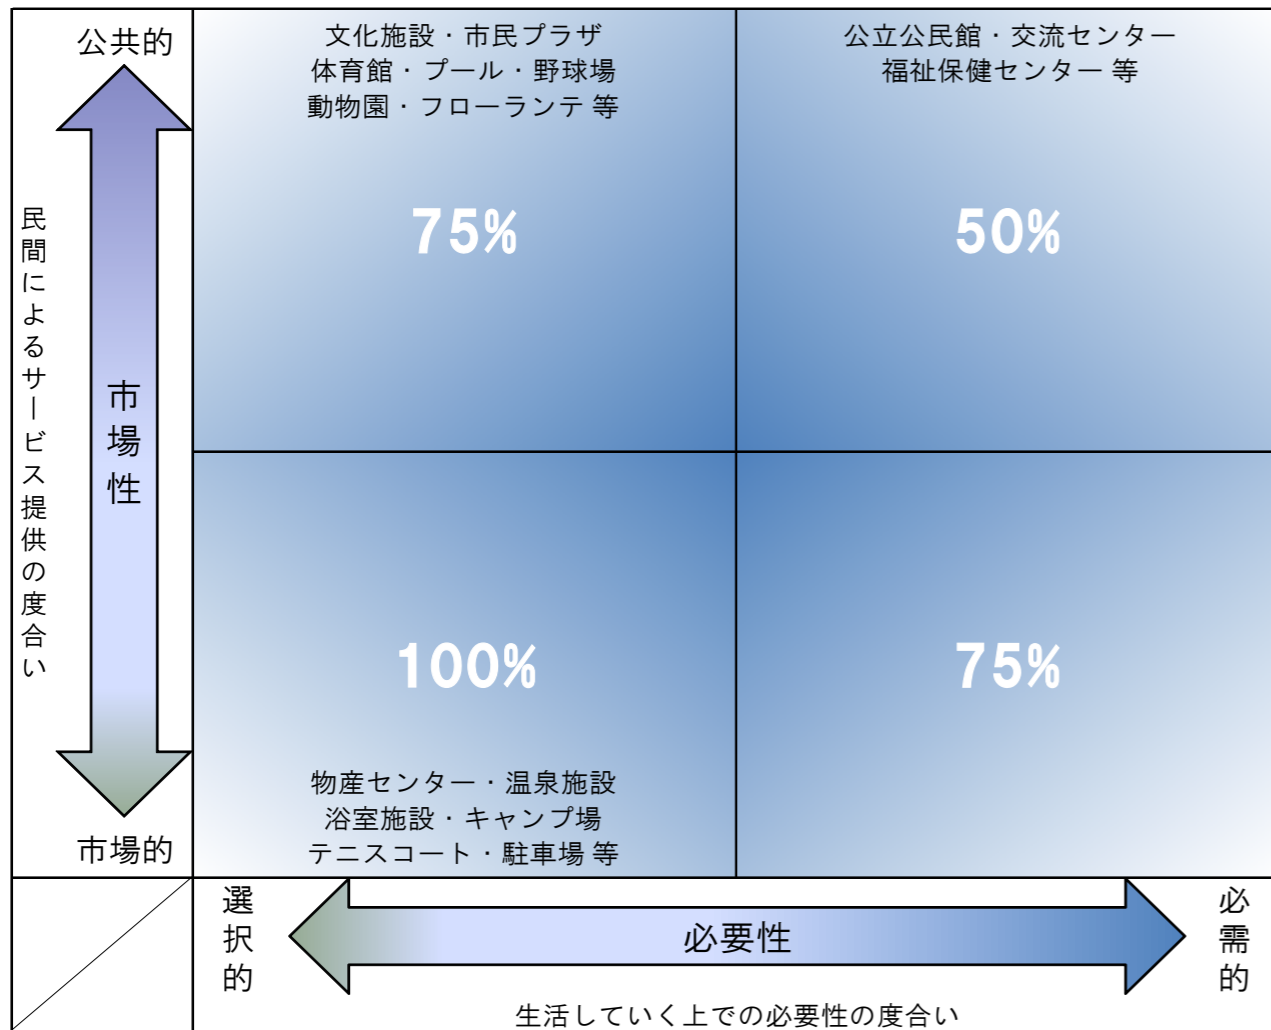 公共的
文化施設・市民プラザ
体育館・プール・野球場
動物園・フローランテ 等
公立公民館・交流センター
福祉保健センター 等
75%
50%
民間によるサービス提供の度合い
市場性
100%
75%
物産センター・温泉施設
浴室施設・キャンプ場
テニスコート・駐車場 等
市場的
選択的
必要性
必需的
生活していく上での必要性の度合い